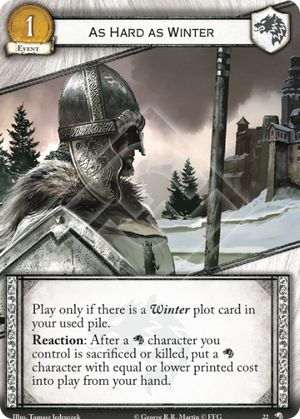 1
EVENT
AS HARD AS WINTER
Play only if there is a Winter plot card in
your used pile.
Reaction: After a character you
control is sacrificed or killed, put a
character with equal or lower printed cost
into play from your hand.
Illus. Tomasz Jedruszek
© George R.R. Martin © FFG
22